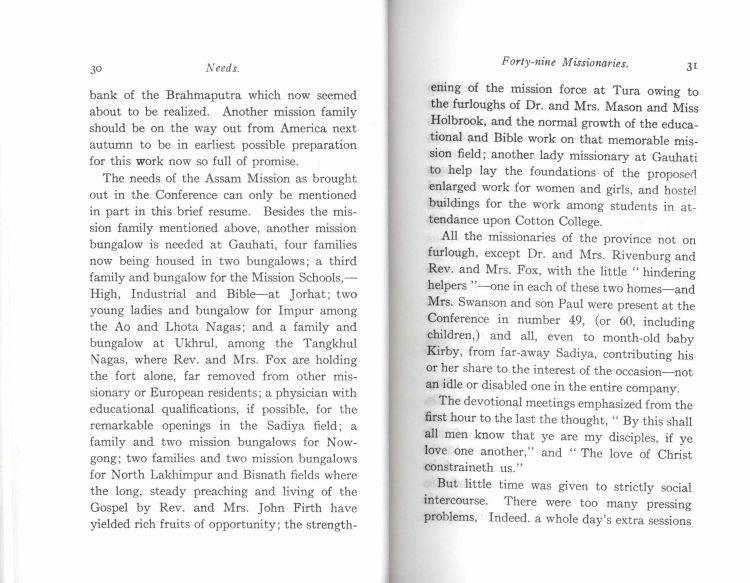 30
Needs.
bank of the Brahmaputra which now seemed
about to be realized. Another mission family
should be on the way out from America next
autumn to be in earliest possible preparation
for this work now so full of promise.
The needs of the Assam Mission as brought
out in the Conference can only be mentioned
in part in this brief resume. Besides the mis-
sion family mentioned above, another mission
bungalow is needed at Gauhati, four families
now being housed in two bungalows; a third
family and bungalow for the Mission Schools,—
High, Industrial and Bible—at Jorhat; two
young ladies and bungalow for Impur among
the Ao and Lhota Nagas; and a family and
bungalow at Ukhrul, among the Tangkhul
Nagas, where Rev. and Mrs. Fox are holding
the fort alone, far removed from other mis-
sionary or European residents; a physician with
educational qualifications, if possible, for the
remarkable openings in the Sadiya field; a
family and two mission bungalows for Now-
gong; two families and two mission bungalows
for North Lakhimpur and Bisnath fields where
the long, steady preaching and living of the
Gospel by Rev. and Mrs. John Firth have
yielded rich fruits of opportunity; the strength-
Forty-nine Missionaries.
31
ening of the mission force at Tura owing to
the furloughs of Dr. and Mrs. Mason and Miss
Holbrook, and the normal growth of the educa-
tional and Bible work on that memorable mis-
sion field; another lady missionary at Gauhati
to help lay the foundations of the proposed
enlarged work for women and girls, and hostel
buildings for the work among students in at-
tendance upon Cotton College.
All the missionaries of the province not on
furlough, except Dr. and Mrs. Rivenburg and
Rev. and Mrs. Fox, with the little " hindering
helpers "—one in each of these two homes—and
Mrs. Swanson and son Paul were present at the
Conference in number 49, (or 60, including
children,) and all, even to month-old baby
Kirby, from far-away Sadiya, contributing his
or her share to the interest of the occasion—not
an idle or disabled one in the entire company.
The devotional meetings emphasized from the
first hour to the last the thought, " By this shall
all men know that ye are my disciples, if ye
love one another," and " The love of Christ
constraineth us."
But little time was given to strictly social
intercourse. There were too many pressing
problems, Indeed. a whole day's extra sessions